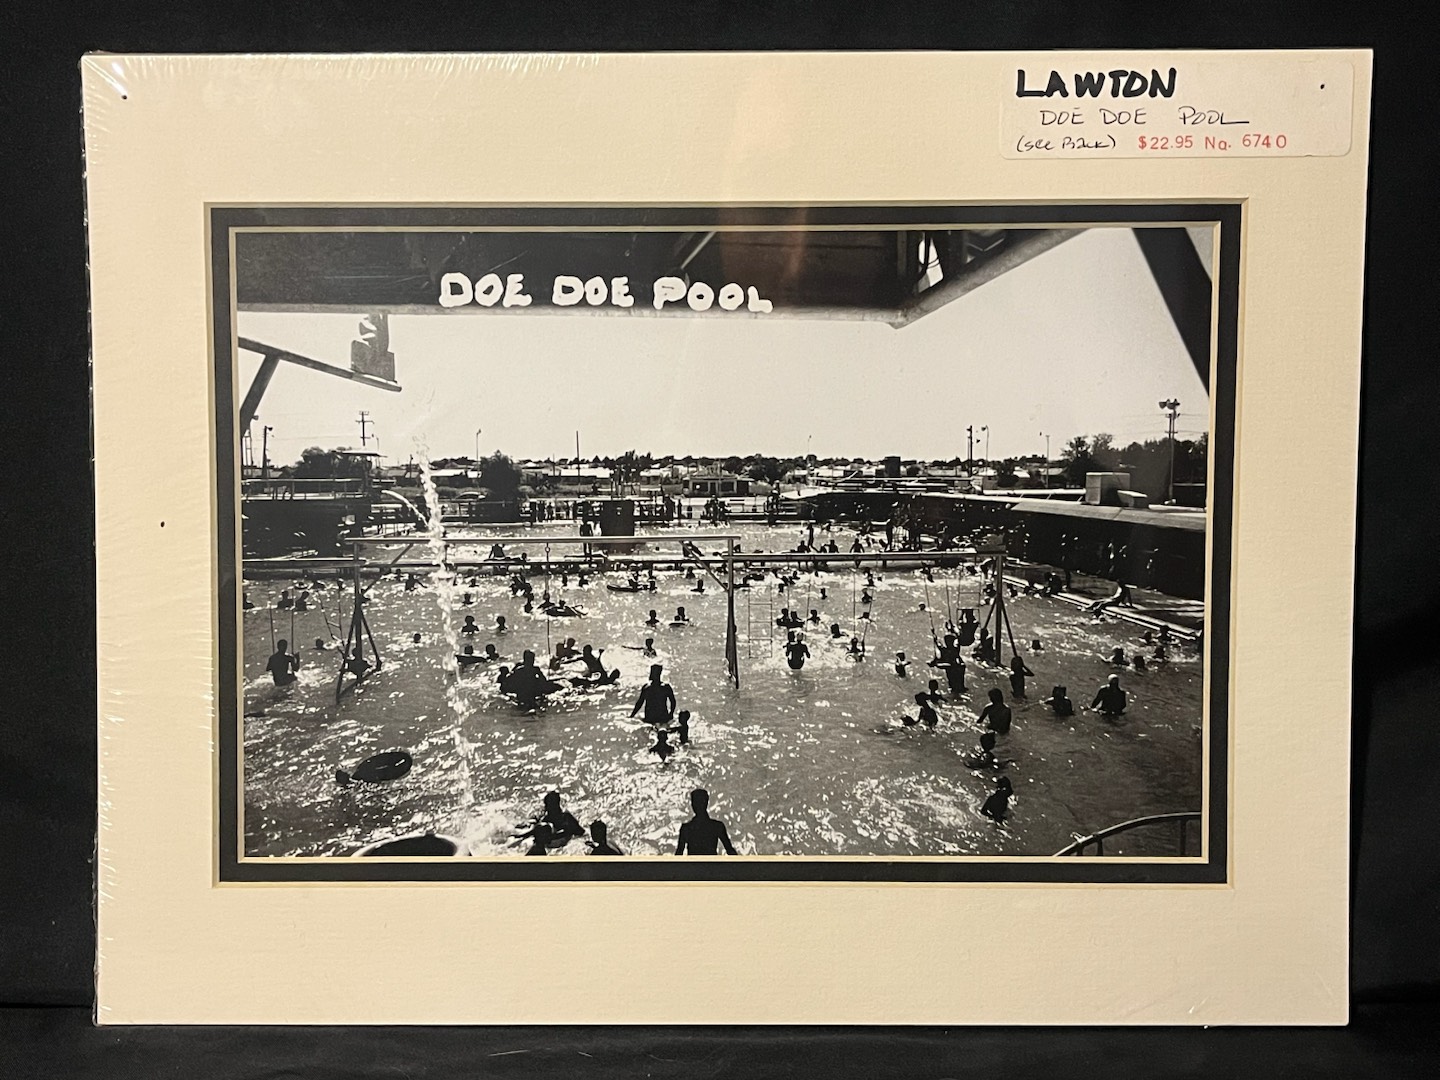 LAWTON
DOE DOE POOL
(see Back) $22.95 No. 6740
DOE DOE POOL